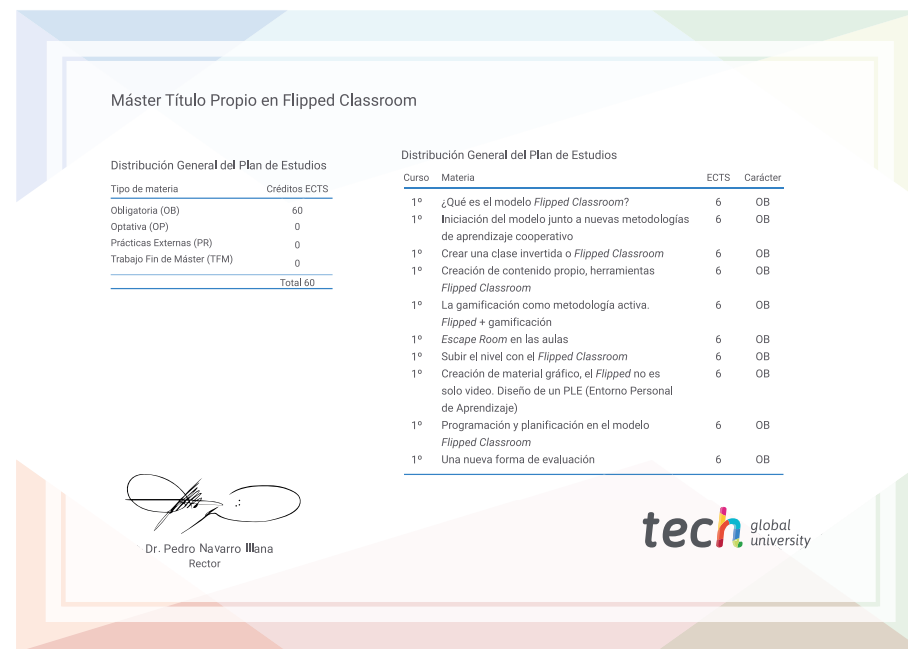 Máster Título Propio en Flipped Classroom
Distribución General del Plan de Estudios
Tipo de materia Créditos ECTS
Obligatoria (OB) 60
Optativa (OP) 0
Prácticas Externas (PR) 0
Trabajo Fin de Máster (TFM) 0
Total 60
Distribución General del Plan de Estudios
Curso Materia ECTS Carácter
1º ¿Qué es el modelo Flipped Classroom? 6 OB
1º Iniciación del modelo junto a nuevas metodologías 6 OB
de aprendizaje cooperativo
1º Crear una clase invertida o Flipped Classroom 6 OB
1º Creación de contenido propio, herramientas 6 OB
Flipped Classroom
1º La gamificación como metodología activa. 6 OB
Flipped + gamificación
1º Escape Room en las aulas 6 OB
1º Subir el nivel con el Flipped Classroom 6 OB
1º Creación de material gráfico, el Flipped no es 6 OB
solo video. Diseño de un PLE (Entorno Personal
de Aprendizaje)
1º Programación y planificación en el modelo 6 OB
Flipped Classroom
1º Una nueva forma de evaluación 6 OB
Dr. Pedro Navarro Illana
Rector
tech global
university